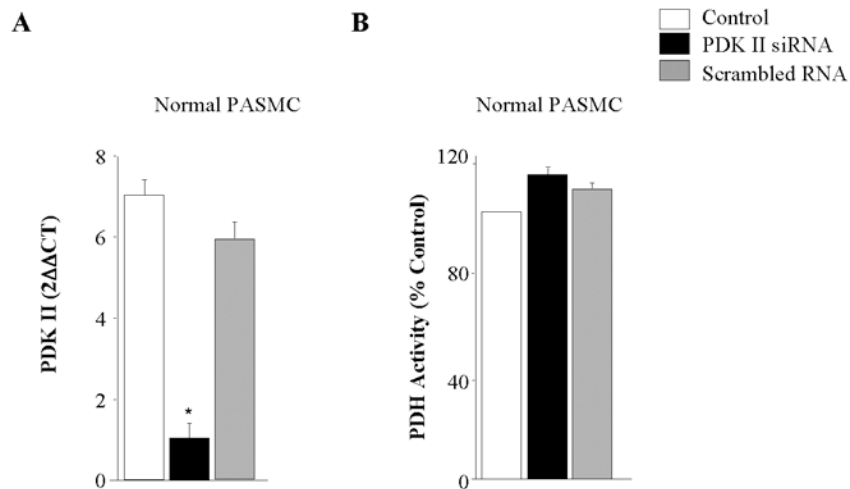 A
B
Control
PDK II siRNA
Scrambled RNA
Normal PASMC
Normal PASMC
PDK II (2ΔΔCT)
8
6
4
2
0
*
PDH Activity (% Control)
120
80
40
0